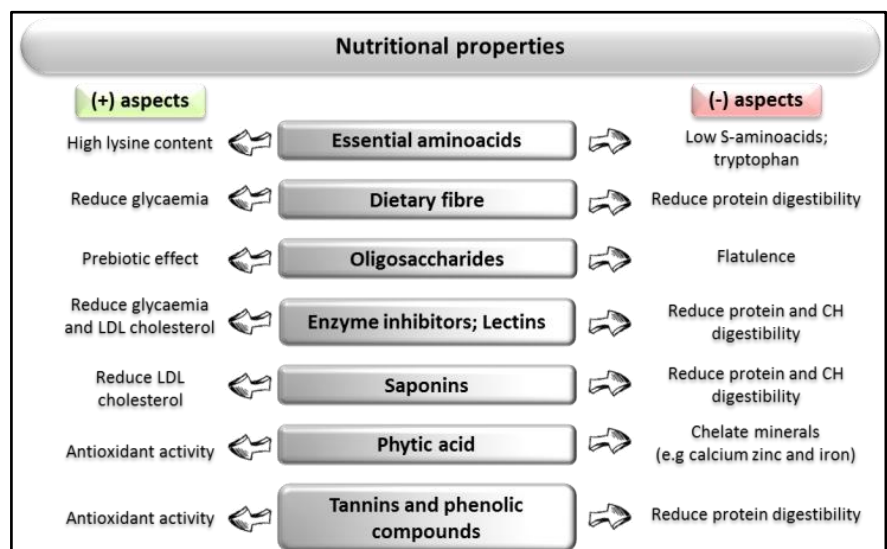 Nutritional properties
(+) aspects
(-) aspects
High lysine content
Essential aminoacids
Low S-aminoacids;
tryptophan
Reduce glycaemia
Dietary fibre
Reduce protein digestibility
Prebiotic effect
Oligosaccharides
Flatulence
Reduce glycaemia
and LDL cholesterol
Enzyme inhibitors; Lectins
Reduce protein and CH
digestibility
Reduce LDL
cholesterol
Saponins
Reduce protein and CH
digestibility
Antioxidant activity
Phytic acid
Chelate minerals
(e.g calcium zinc and iron)
Antioxidant activity
Tannins and phenolic
compounds
Reduce protein digestibility